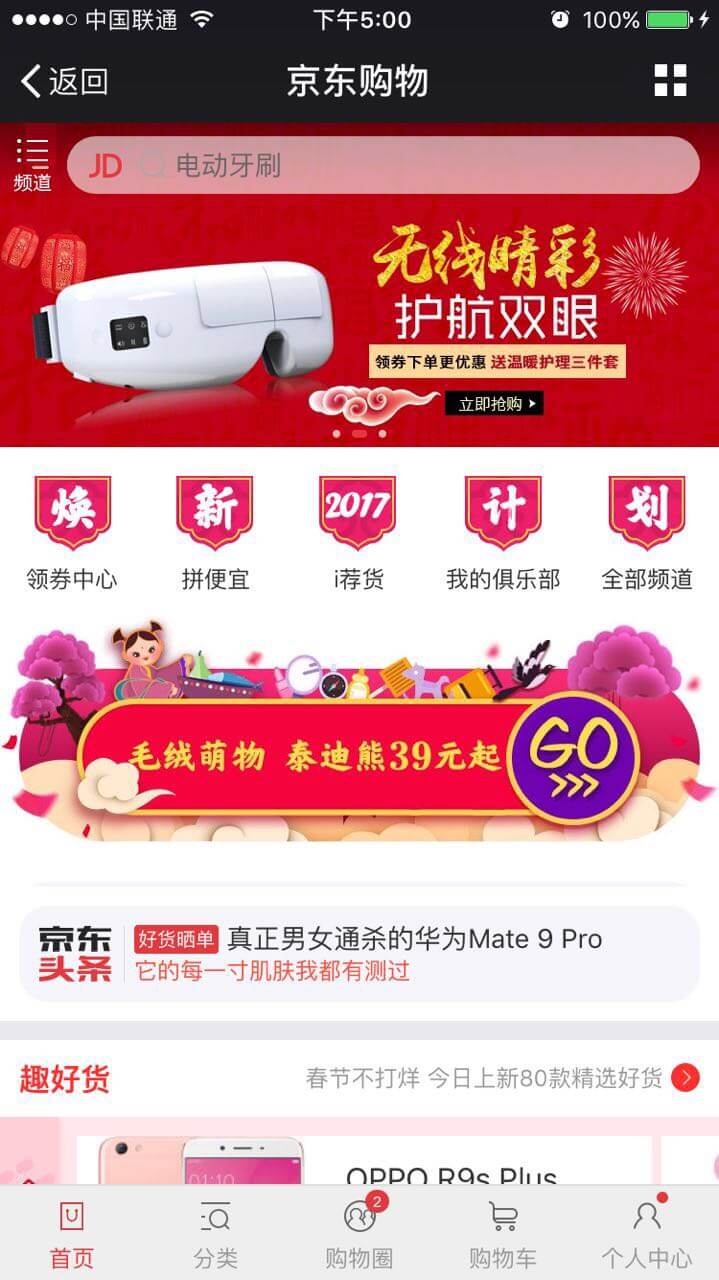 中国联通
下午5:00
100%
返回
京东购物
频道
JD 电动牙刷
无线睛彩
护航双眼
领券下单更优惠 送温暖护理三件套
立即抢购
焕 新 2017 计 划
领券中心 拼便宜 i荐货 我的俱乐部 全部频道
毛绒萌物 泰迪熊39元起
GO
京东
头条
好货晒单 真正男女通杀的华为Mate 9 Pro
它的每一寸肌肤我都有测过
趣好货
春节不打烊 今日上新80款精选好货
01:10
OPPO R9s Plus
2
首页 分类 购物圈 购物车 个人中心